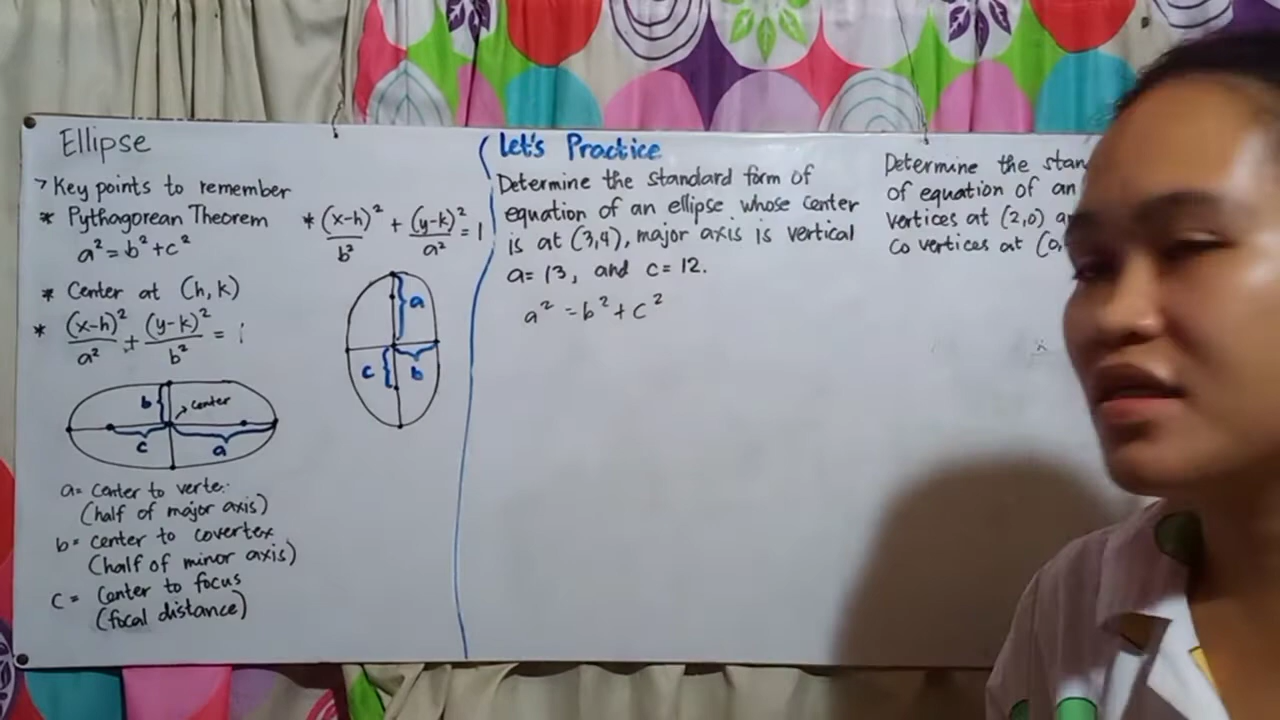 Ellipse
> Key points to remember
* Pythagorean Theorem
a² = b² + c²
* Center at (h, k)
* (x-h)²/a² + (y-k)²/b² = 1
b
center
c
a
a = center to verte
(half of major axis)
b = center to covertex
(half of minor axis)
c = center to focus
(focal distance)
* (x-h)²/b² + (y-k)²/a² = 1
a
c
b
Let's Practice
Determine the standard form of
equation of an ellipse whose center
is at (3,4), major axis is vertical
a = 13, and c = 12.
a² = b² + c²
Determine the stan
of equation of an
vertices at (2,0)
co vertices at